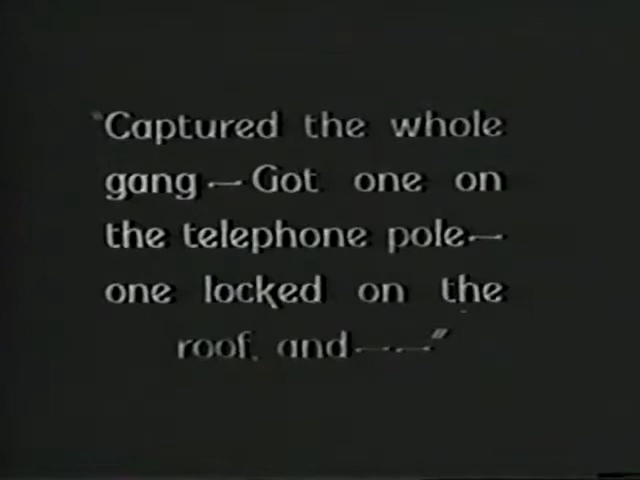 "Captured the whole
gang — Got one on
the telephone pole —
one locked on the
roof, and — —"